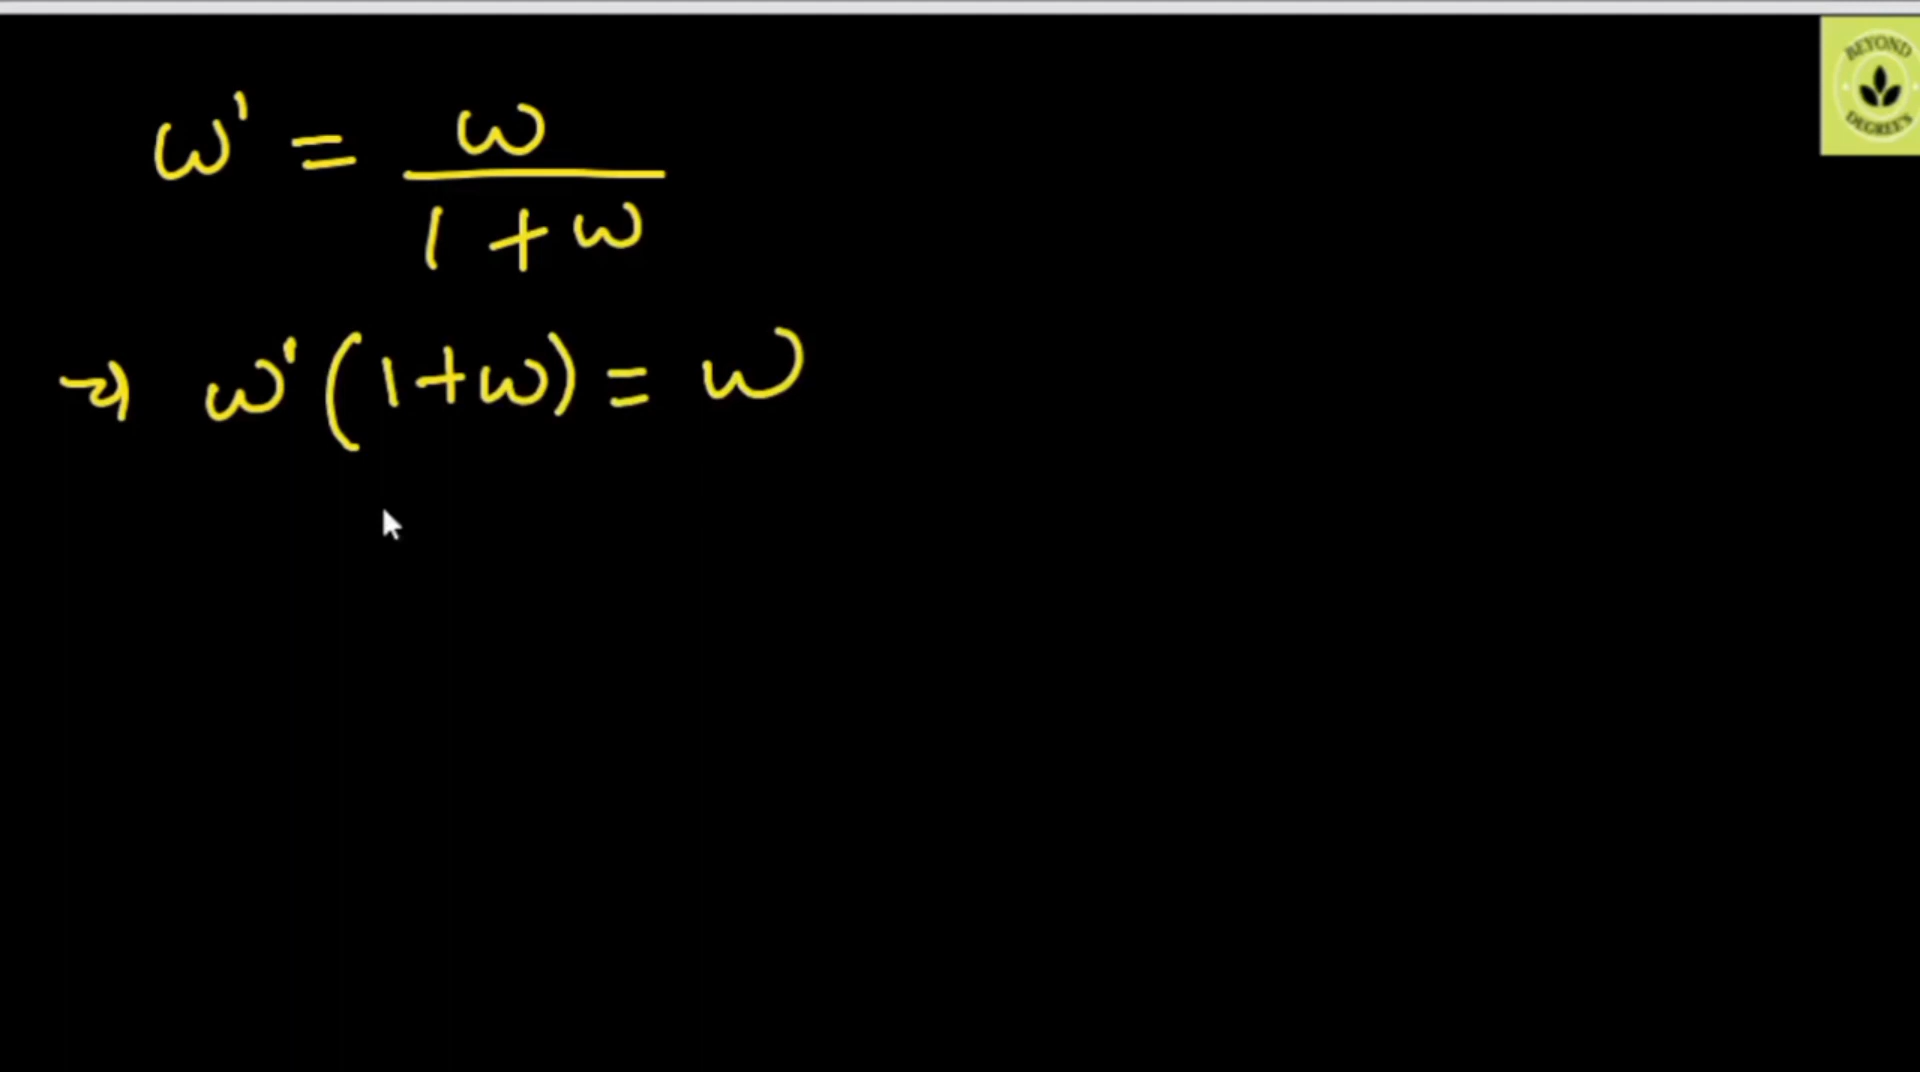 ω' = ω / (1 + ω)
⇒ ω' (1+ω) = ω
BEYOND
DEGREES